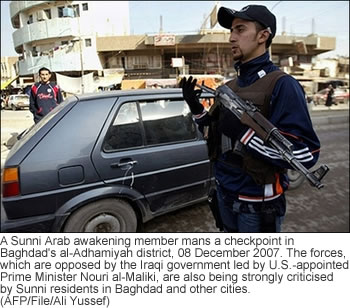 A Sunni Arab awakening member mans a checkpoint in
Baghdad's al-Adhamiyah district, 08 December 2007. The forces,
which are opposed by the Iraqi government led by U.S.-appointed
Prime Minister Nouri al-Maliki, are also being strongly criticised
by Sunni residents in Baghdad and other cities.
(AFP/File/Ali Yussef)